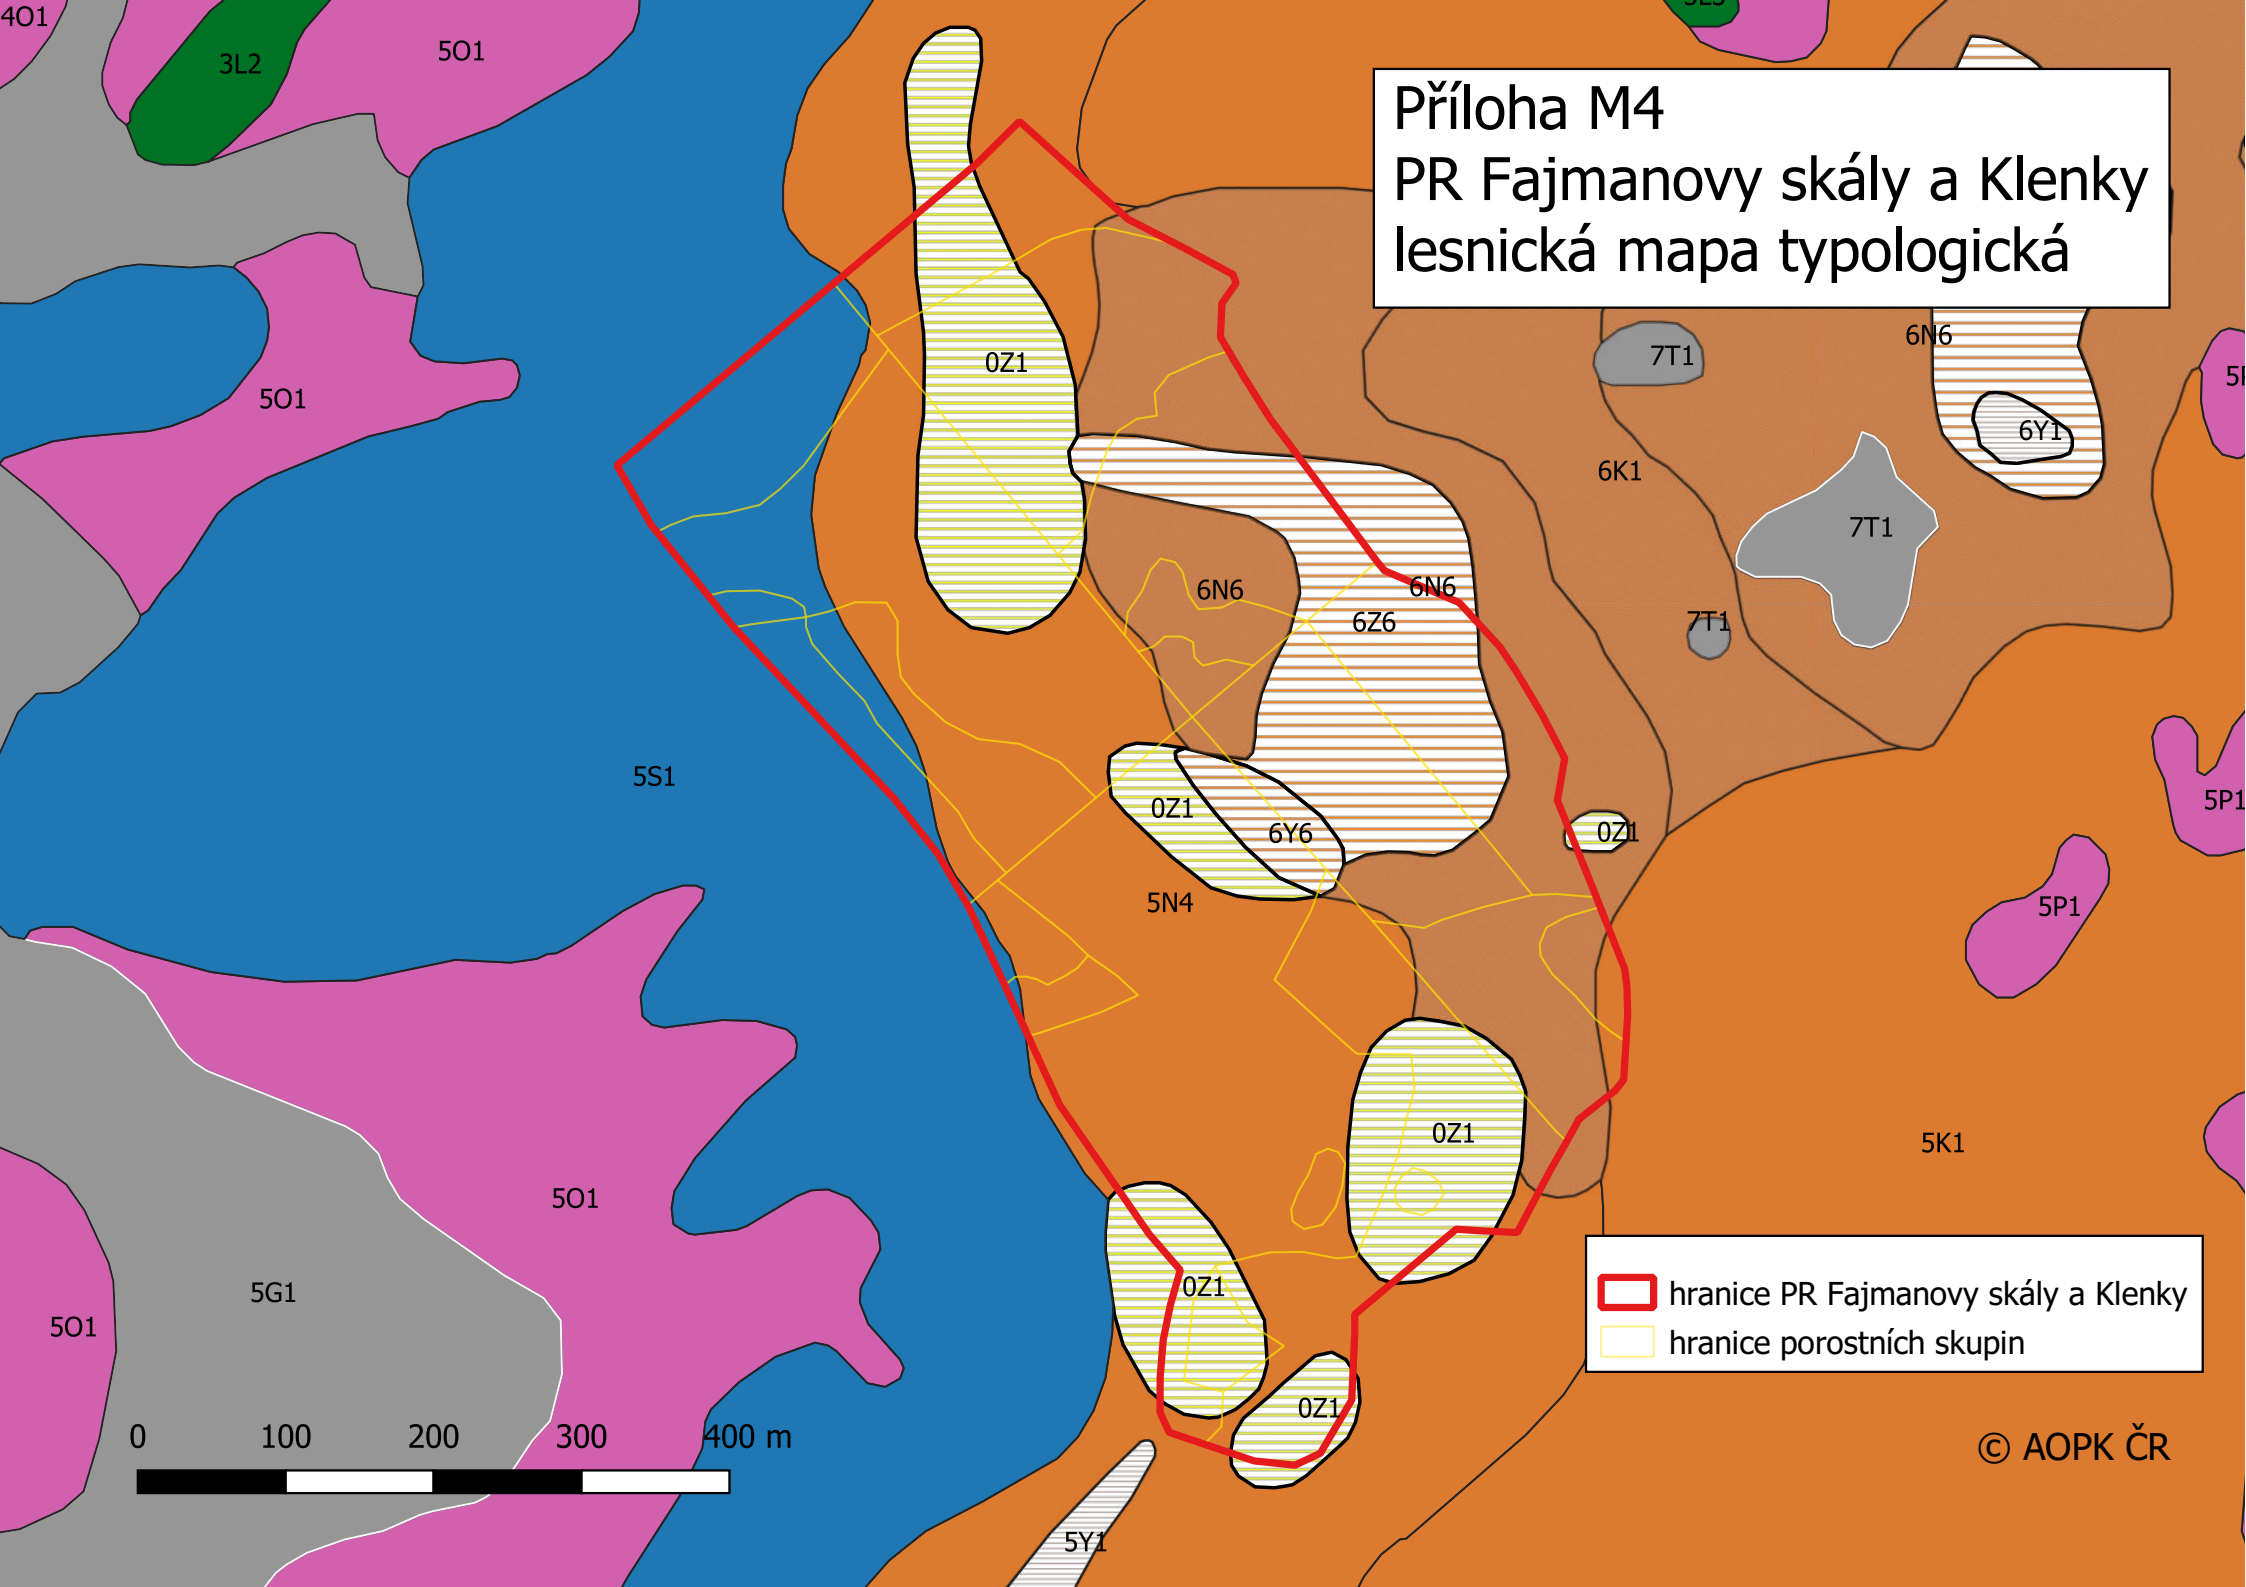 4O1
3L2
5O1
Příloha M4
PR Fajmanovy skály a Klenky
lesnická mapa typologická
6N6
7T1
0Z1
5O1
6Y1
6K1
7T1
6N6
6N6
6Z6
7T1
5S1
0Z1
6Y6
0Z1
5P1
5N4
5P1
0Z1
5K1
5O1
5G1
0Z1
5O1
hranice PR Fajmanovy skály a Klenky
hranice porostních skupin
0Z1
0 100 200 300 400 m
© AOPK ČR
5Y1